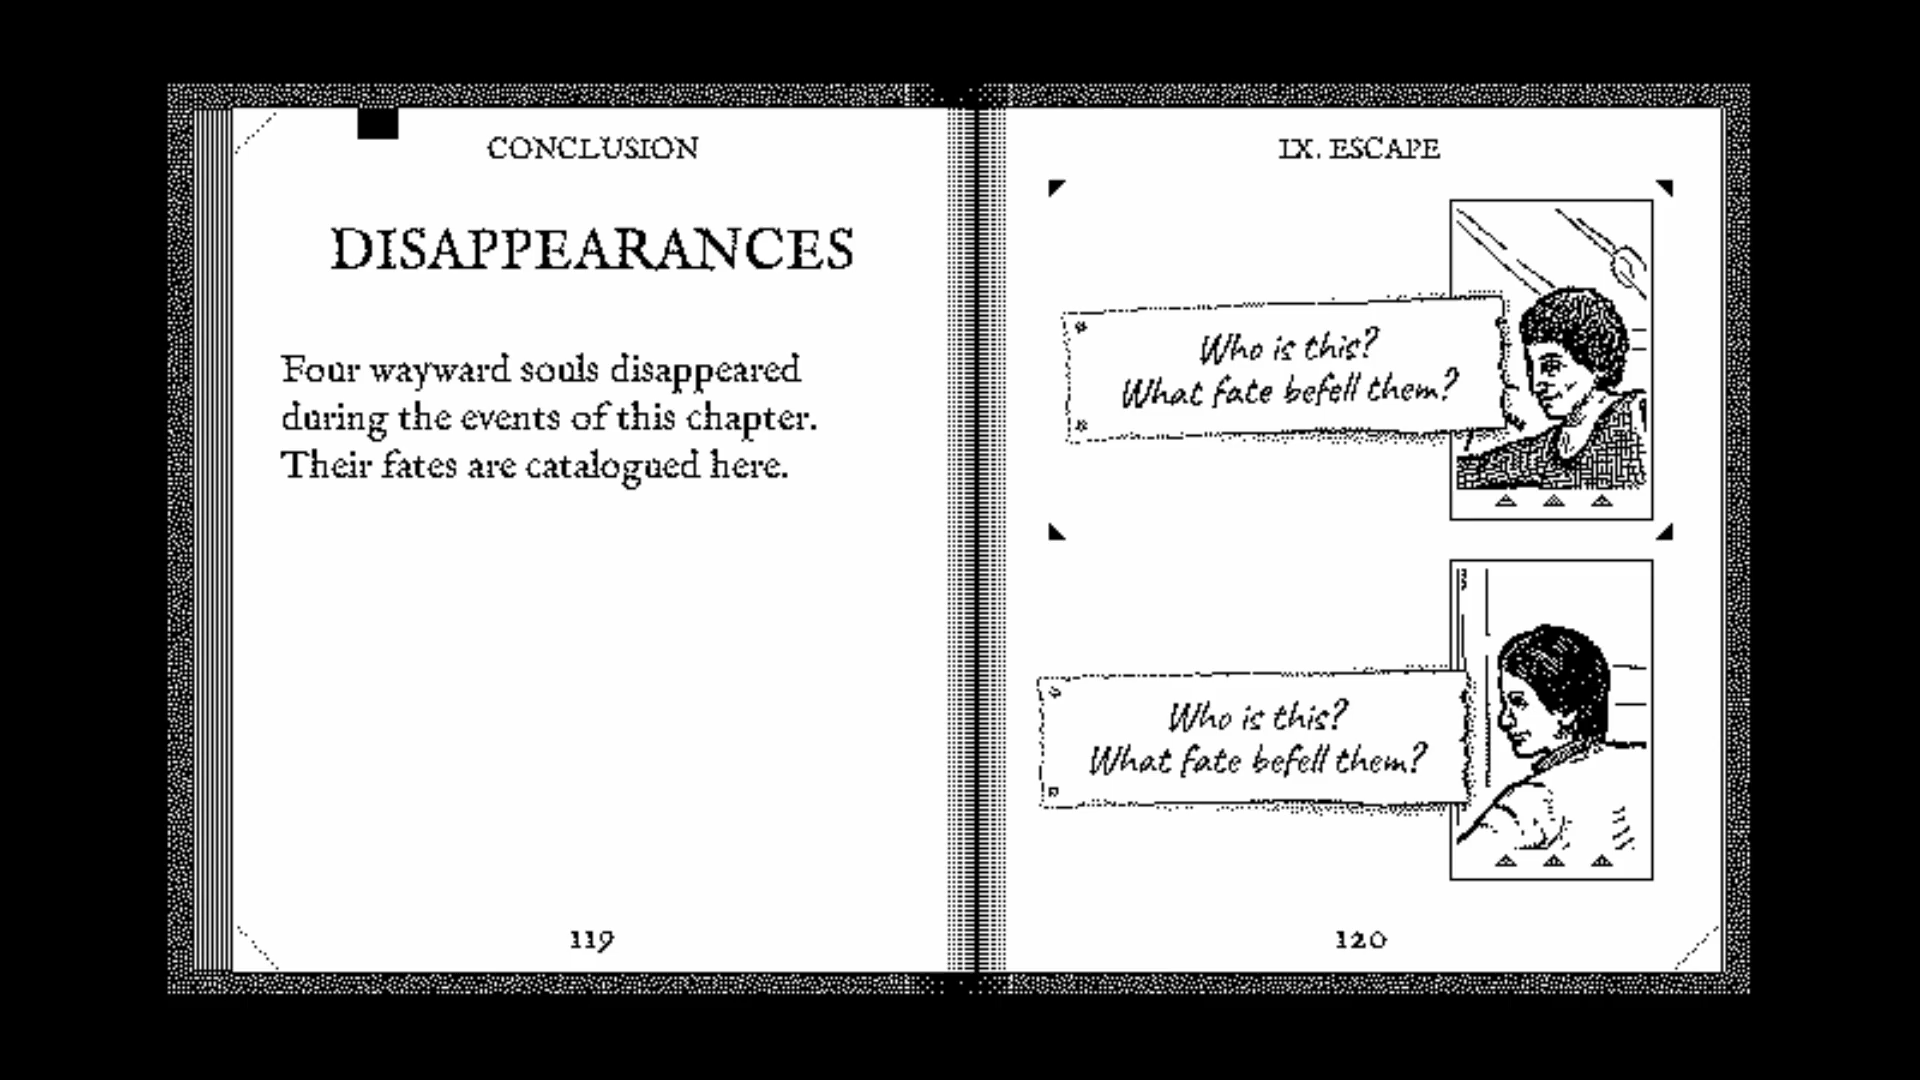 CONCLUSION
DISAPPEARANCES
Four wayward souls disappeared
during the events of this chapter.
Their fates are catalogued here.
119
IX. ESCAPE
Who is this?
What fate befell them?
Who is this?
What fate befell them?
120